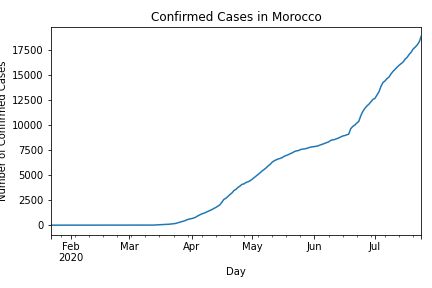 Confirmed Cases in Morocco
Number of Confirmed Cases
17500
15000
12500
10000
7500
5000
2500
0
Feb Mar Apr May Jun Jul
2020
Day